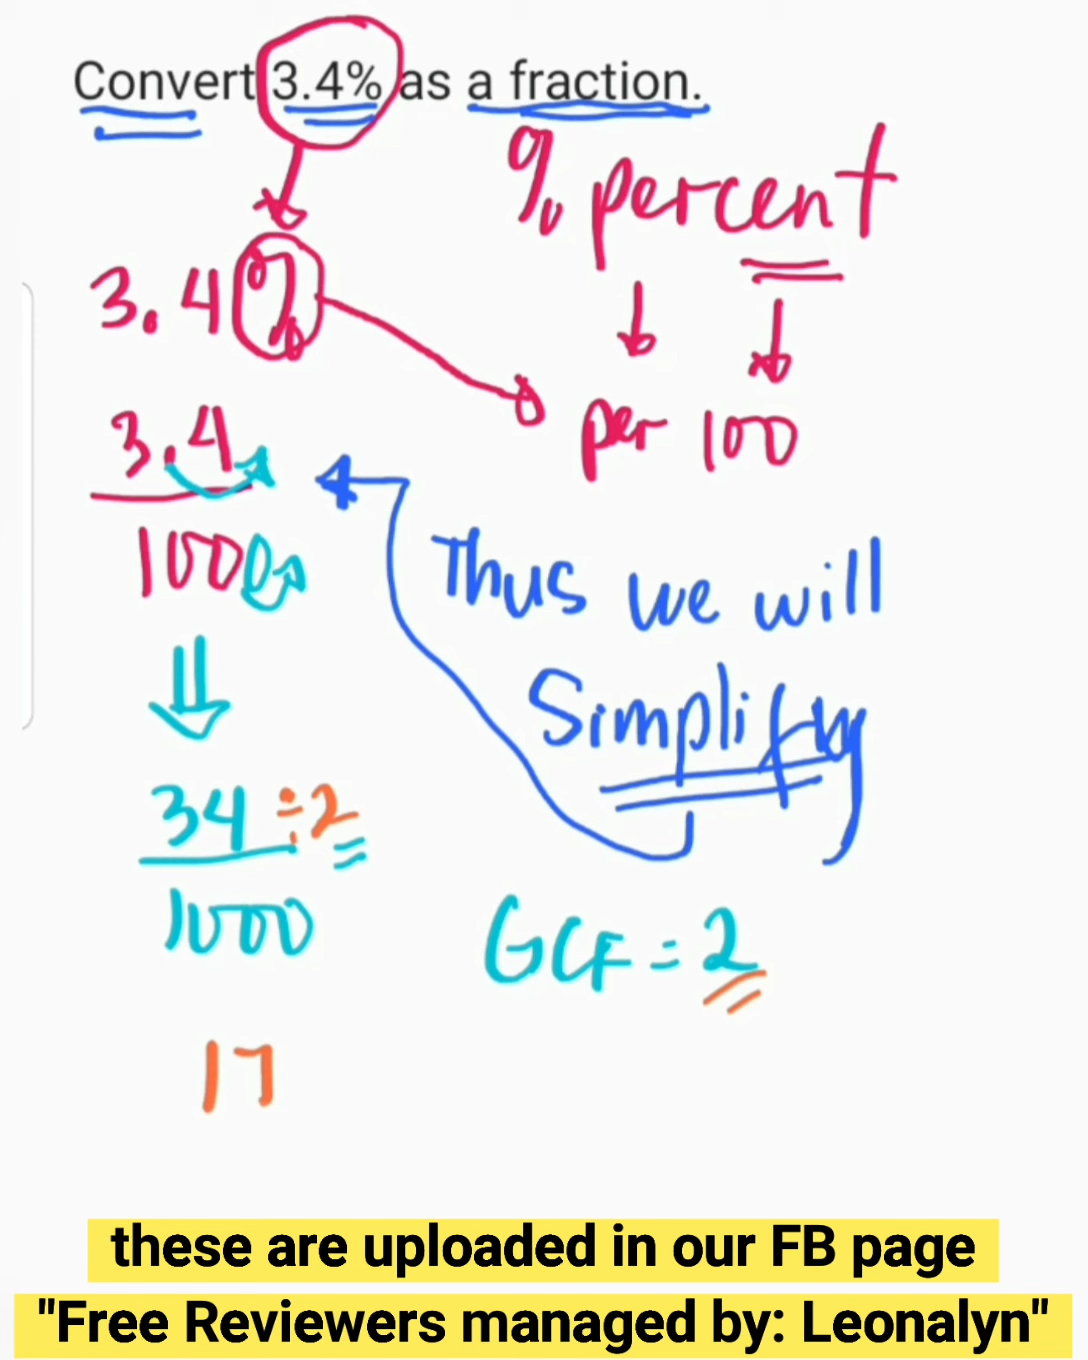 Convert 3.4% as a fraction.
% percent
3.4%
per 100
3.4
1000
Thus we will
Simplify
34 ÷2
1000
GCF = 2
17
these are uploaded in our FB page
"Free Reviewers managed by: Leonalyn"